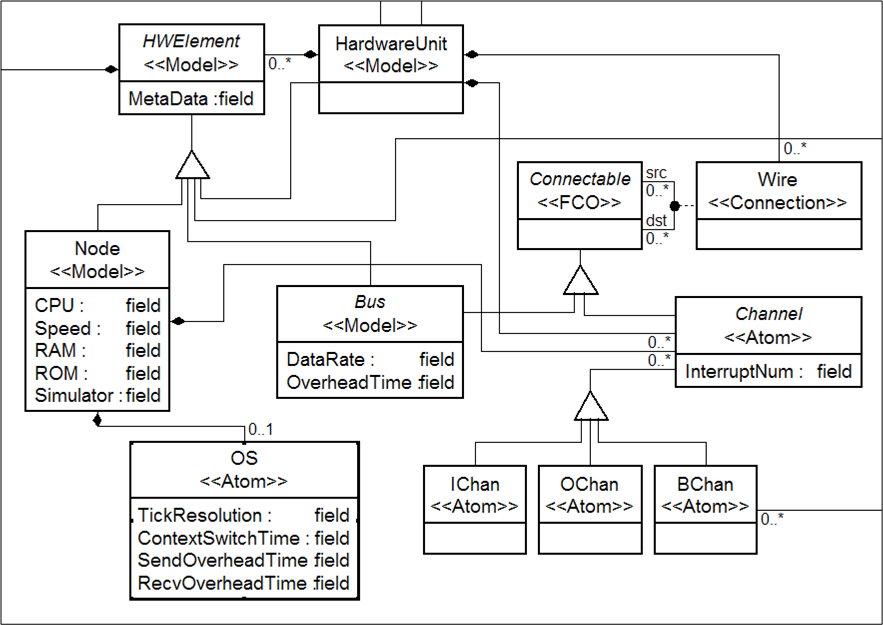 HWElement
<<Model>>
MetaData :field
0..*
HardwareUnit
<<Model>>
0..*
Connectable
<<FCO>>
src
0..*
dst
0..*
Wire
<<Connection>>
Node
<<Model>>
CPU : field
Speed : field
RAM : field
ROM : field
Simulator : field
Bus
<<Model>>
DataRate : field
OverheadTime :field
Channel
<<Atom>>
InterruptNum : field
0..*
0..*
0..1
OS
<<Atom>>
TickResolution : field
ContextSwitchTime : field
SendOverheadTime :field
RecvOverheadTime :field
IChan
<<Atom>>
OChan
<<Atom>>
BChan
<<Atom>>
0..*